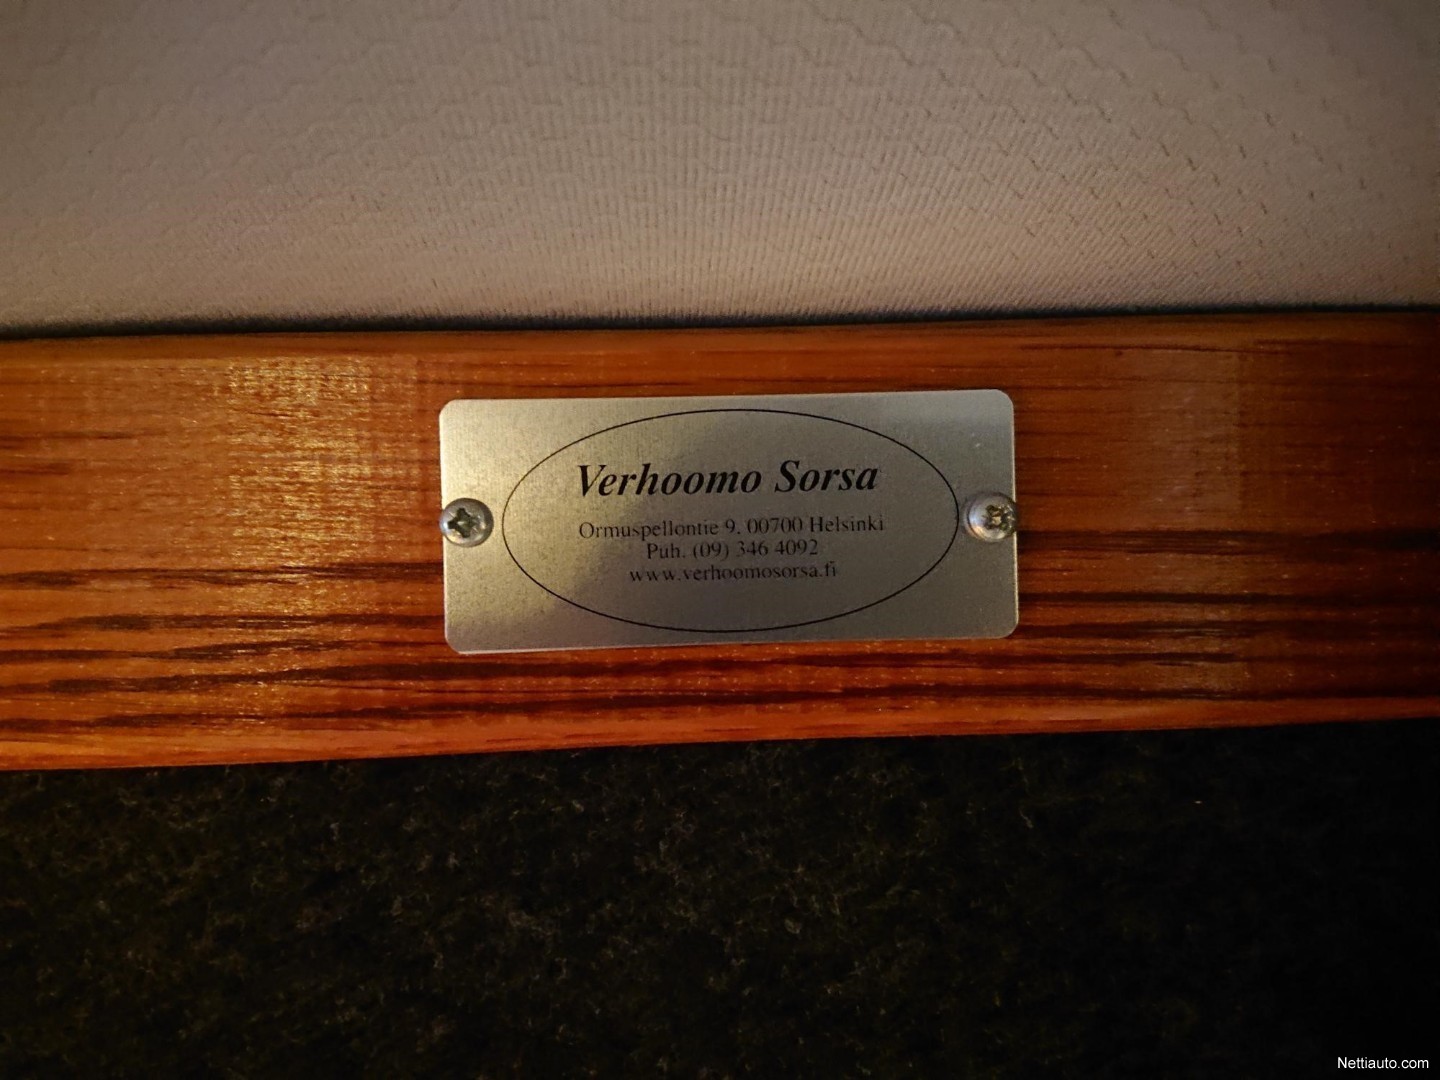 Verhoomo Sorsa
Ormuspellontie 9, 00700 Helsinki
Puh. (09) 346 4092
www.verhoomosorsa.fi
Nettiauto.com